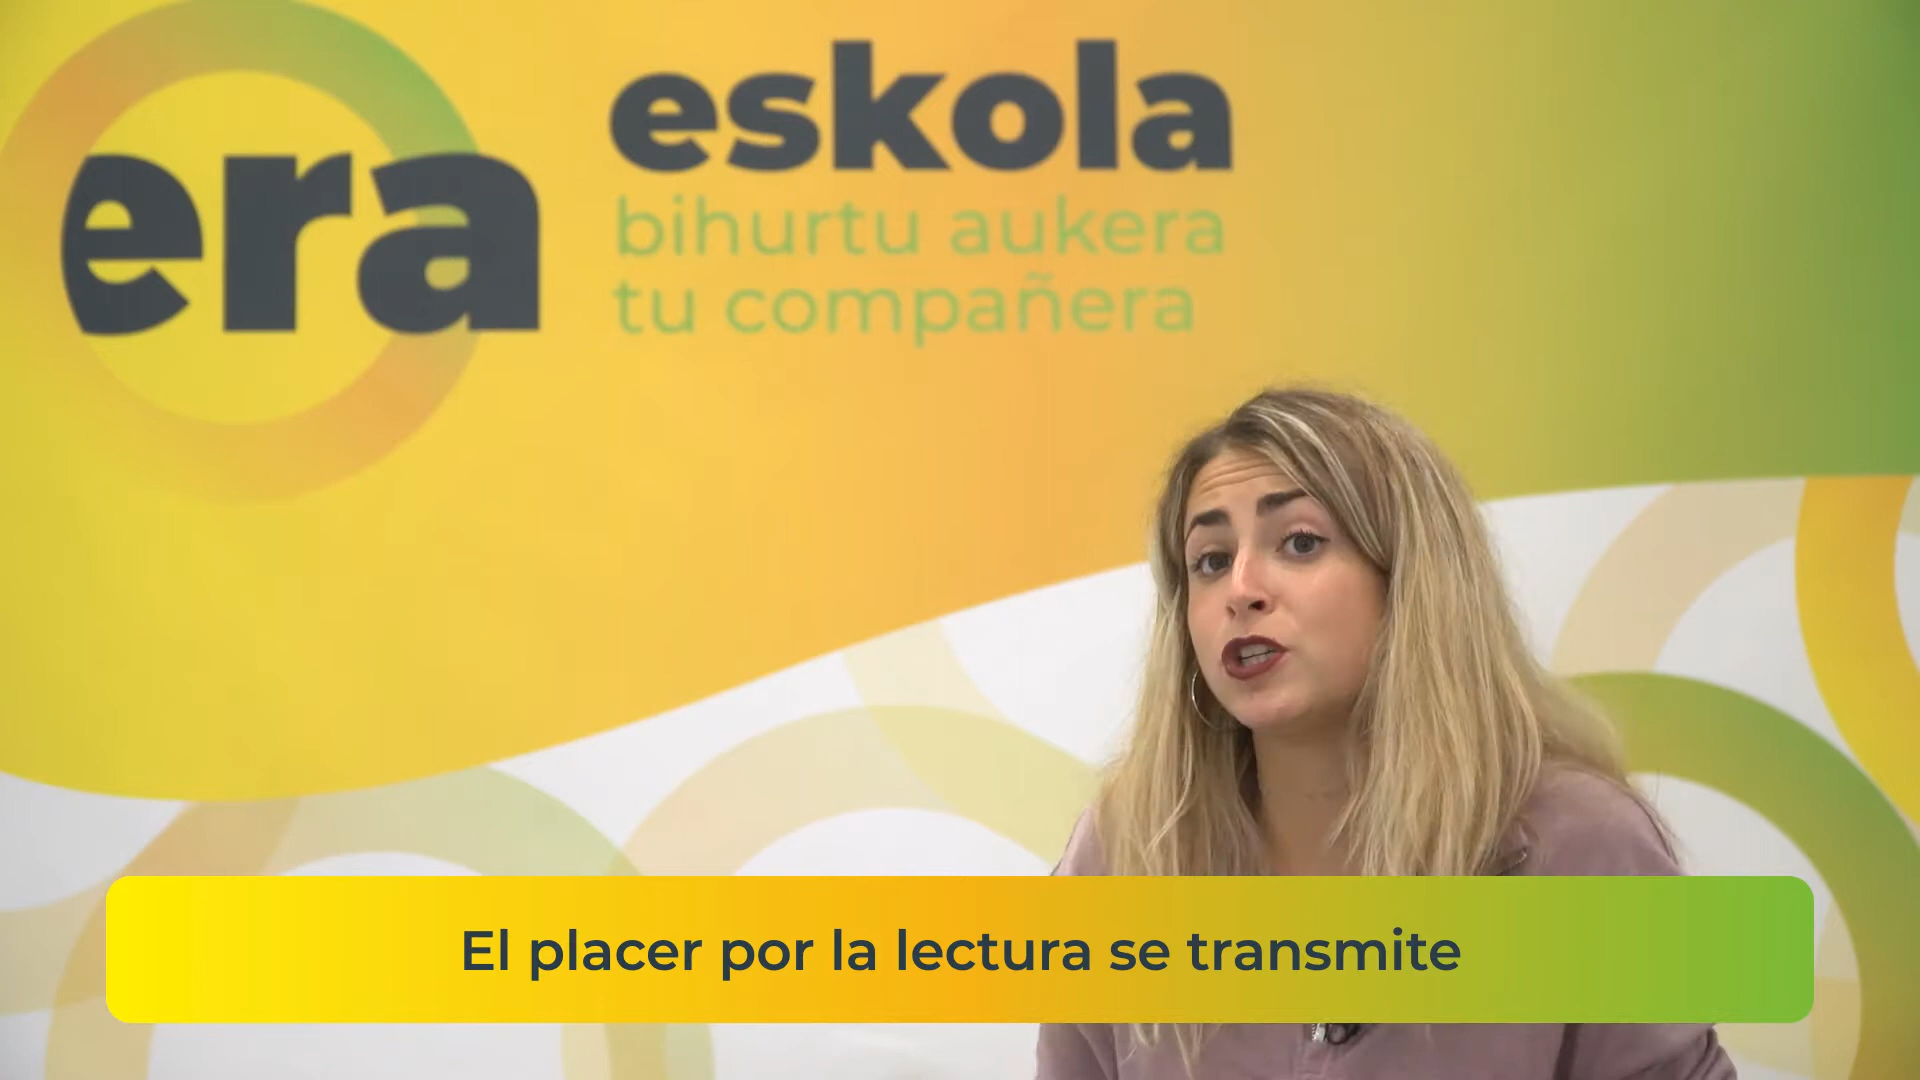 era
eskola
bihurtu aukera
tu compañera
El placer por la lectura se transmite